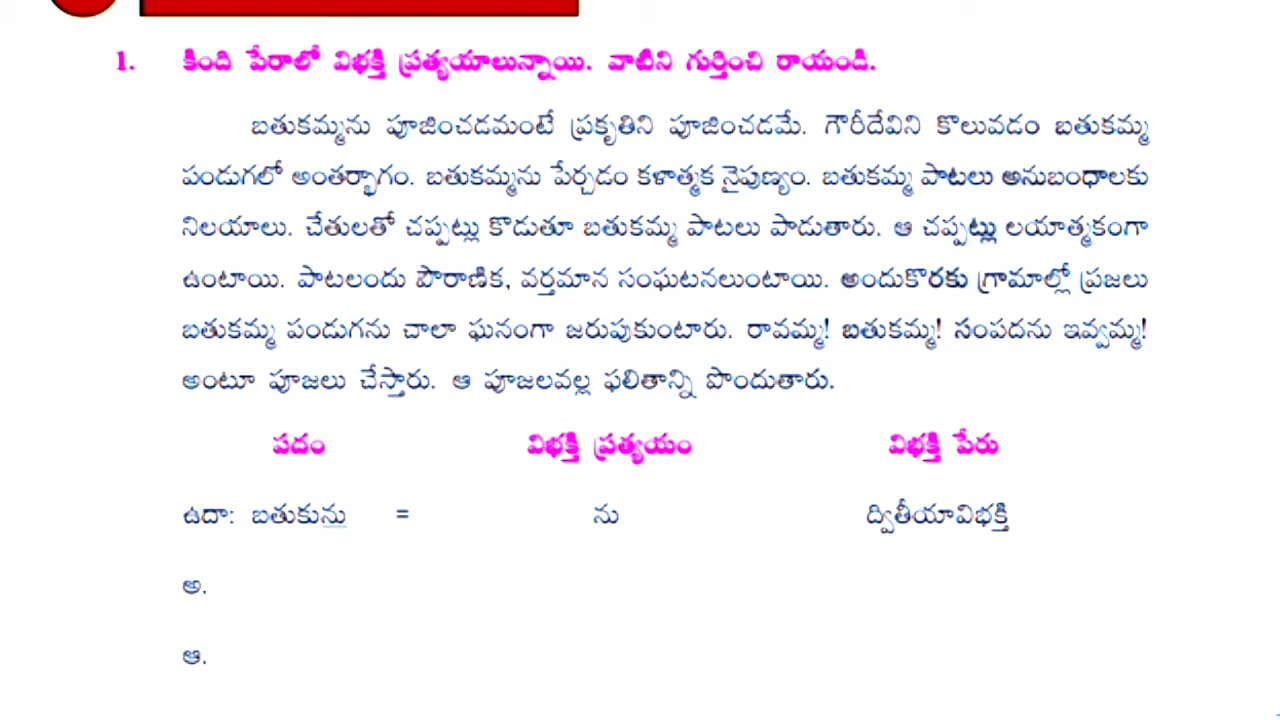 1. కింది పేరాలో విభక్తి ప్రత్యయాలున్నాయి. వాటిని గుర్తించి రాయండి.
బతుకమ్మను పూజించడమంటే ప్రకృతిని పూజించడమే. గౌరీదేవిని కొలువడం బతుకమ్మ
పండుగలో అంతర్భాగం. బతుకమ్మను పేర్చడం కళాత్మక నైపుణ్యం. బతుకమ్మ పాటలు అనుబంధాలకు
నిలయాలు. చేతులతో చప్పట్లు కొడుతూ బతుకమ్మ పాటలు పాడుతారు. ఆ చప్పట్లు లయాత్మకంగా
ఉంటాయి. పాటలందు పౌరాణిక, వర్తమాన సంఘటనలుంటాయి. అందుకొరకు గ్రామాల్లో ప్రజలు
బతుకమ్మ పండుగను చాలా ఘనంగా జరుపుకుంటారు. రావమ్మ! బతుకమ్మ! సంపదను ఇవ్వమ్మ!
అంటూ పూజలు చేస్తారు. ఆ పూజలవల్ల ఫలితాన్ని పొందుతారు.
పదం విభక్తి ప్రత్యయం విభక్తి పేరు
ఉదా: బతుకును = ను ద్వితీయావిభక్తి
అ.
ఆ.